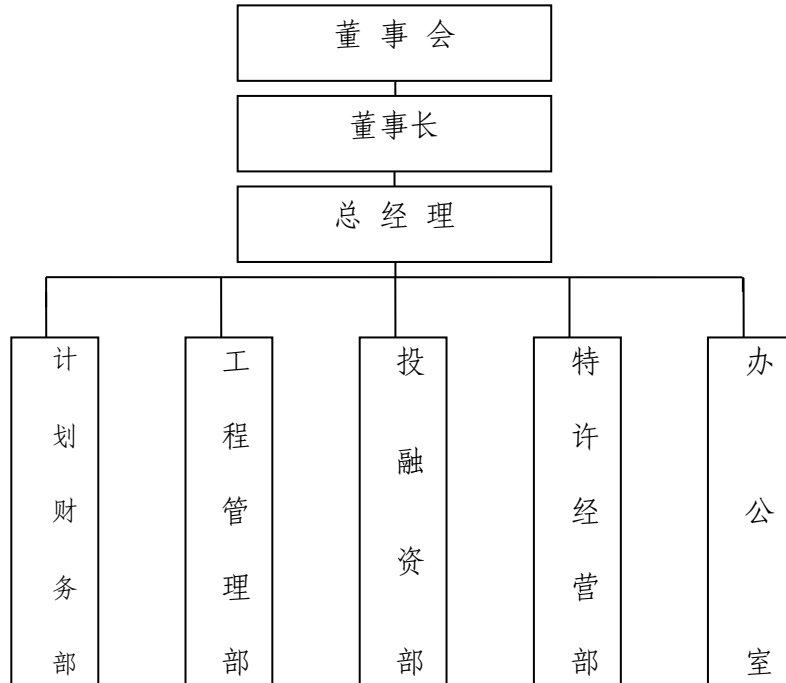 董 事 会
董事长
总 经 理
计划财务部
工程管理部
投融资部
特许经营部
办公室